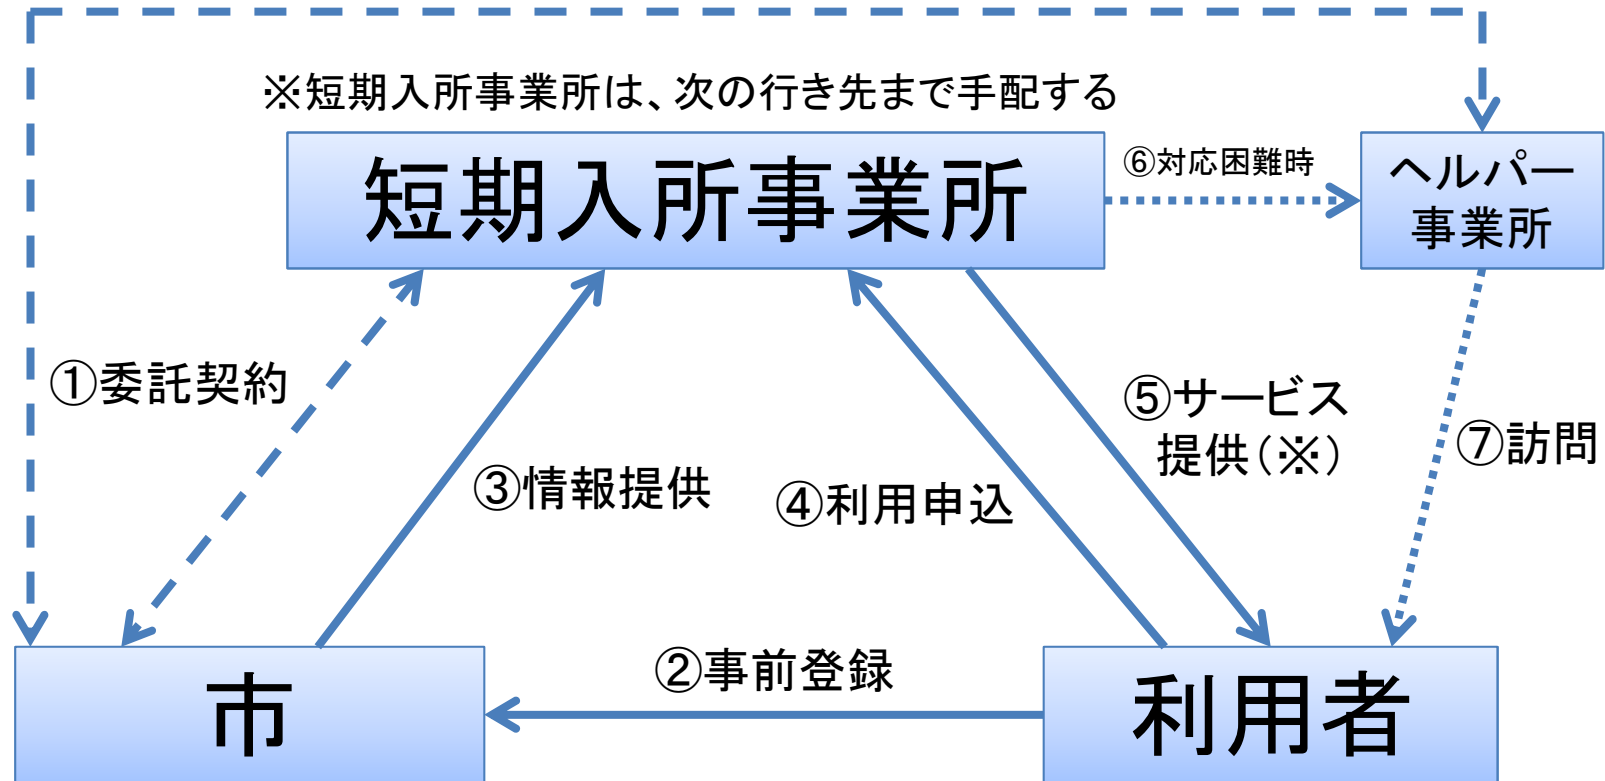 ※短期入所事業所は、次の行き先まで手配する
短期入所事業所
⑥対応困難時
ヘルパー
事業所
①委託契約
③情報提供
④利用申込
⑤サービス
提供(※)
⑦訪問
②事前登録
市
利用者